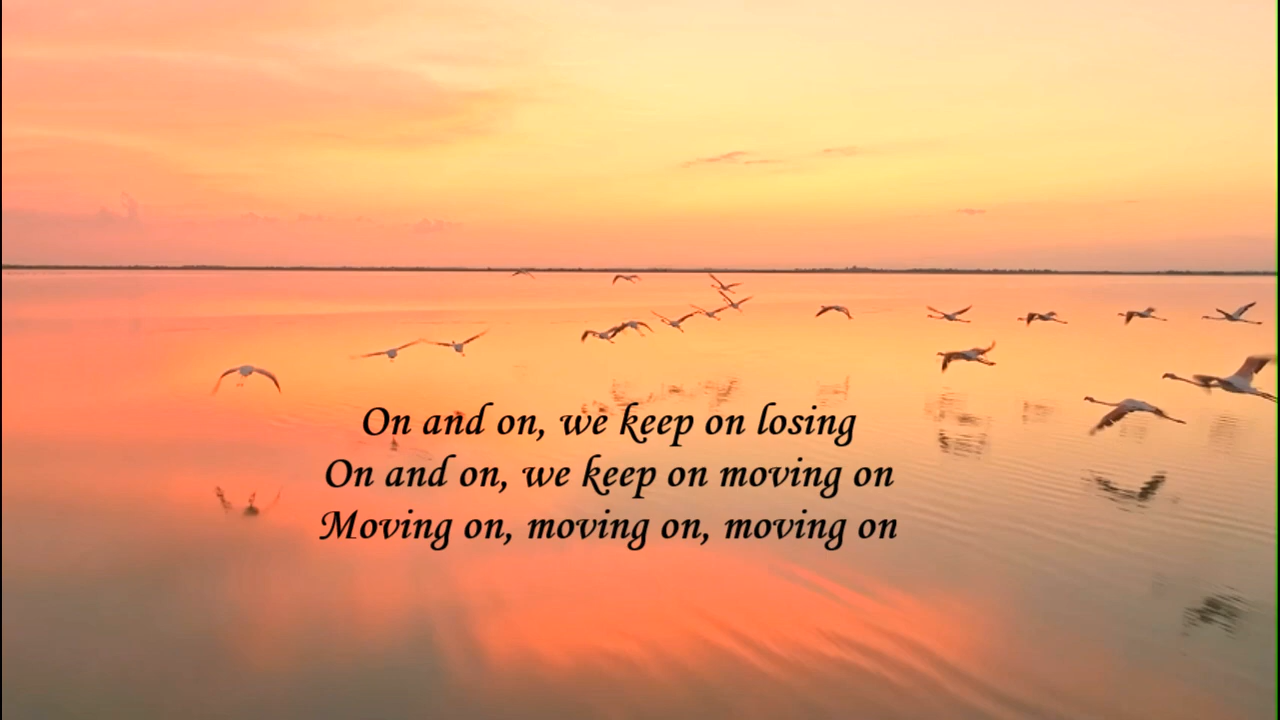 On and on, we keep on losing
On and on, we keep on moving on
Moving on, moving on, moving on